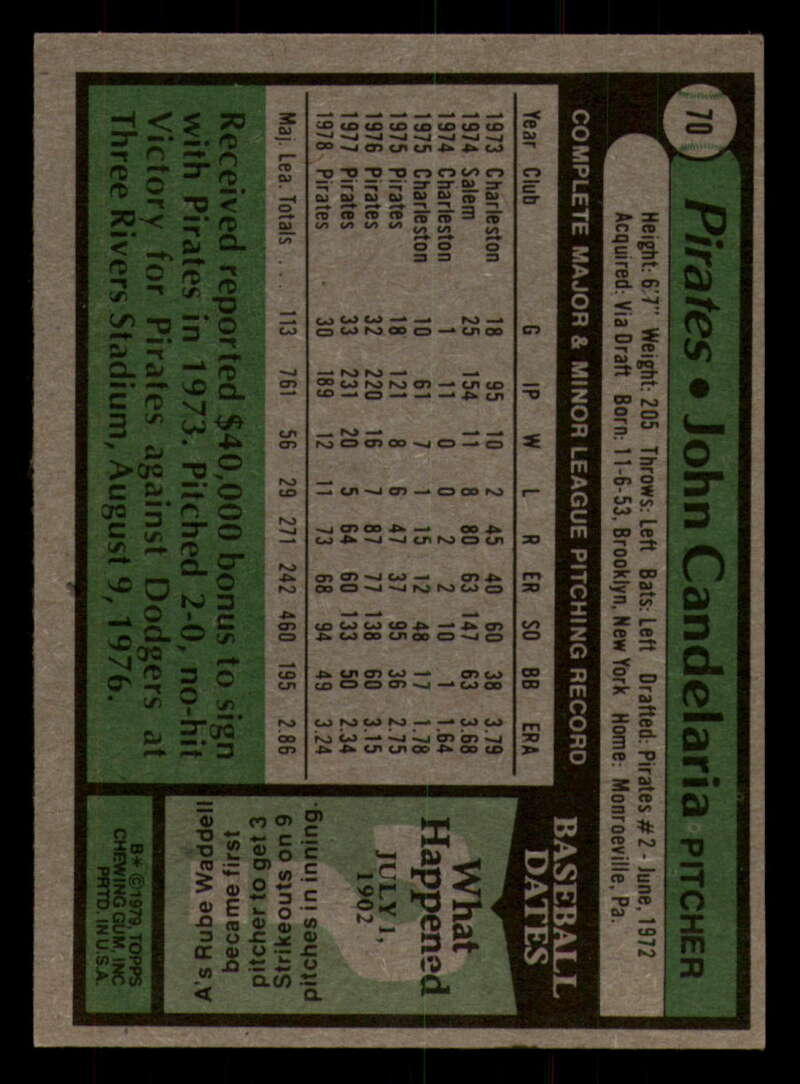 70
Pirates • John Candelaria PITCHER
Height: 6'7" Weight: 205 Throws: Left Bats: Left Drafted: Pirates #2 - June, 1972
Acquired: Via Draft Born: 11-6-53, Brooklyn, New York Home: Monroeville, Pa.
COMPLETE MAJOR & MINOR LEAGUE PITCHING RECORD
Year Club G IP W L R ER SO BB ERA
1973 Charleston 18 95 10 2 45 40 60 38 3.79
1974 Salem 25 154 11 8 80 63 147 63 3.68
1974 Charleston 1 11 0 0 2 2 10 1 1.64
1975 Charleston 10 61 7 1 15 12 48 17 1.78
1975 Pirates 18 121 8 6 47 37 95 36 2.75
1976 Pirates 32 220 16 7 87 77 138 60 3.15
1977 Pirates 33 231 20 5 64 60 133 50 2.34
1978 Pirates 30 189 12 11 73 68 94 49 3.24
Maj. Lea. Totals . . . 113 761 56 29 271 242 460 195 2.86
Received reported $40,000 bonus to sign
with Pirates in 1973. Pitched 2-0, no-hit
Victory for Pirates against Dodgers at
Three Rivers Stadium, August 9, 1976.
BASEBALL
DATES
What
Happened
JULY 1,
1902
A's Rube Waddell
became first
pitcher to get 3
Strikeouts on 9
pitches in inning.
B* ©1979, TOPPS
CHEWING GUM, INC
PRTD. IN U.S.A.